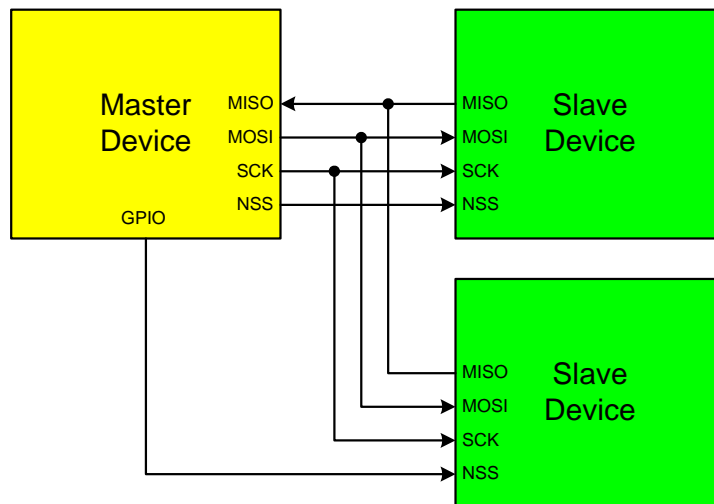 Master
Device
MISO
MOSI
SCK
NSS
GPIO
MISO
MOSI
SCK
NSS
Slave
Device
MISO
MOSI
SCK
NSS
Slave
Device